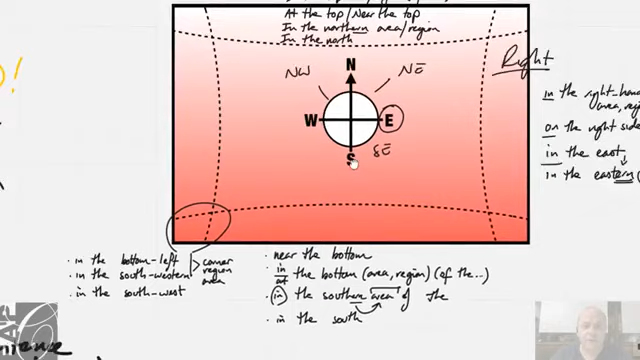 At the top/Near the top
In the northern area/region
In the north
Right
N
NW
NE
W
E
SE
S
in the right-han
area, reg
on the right side
in the east
in the eastern (
in the bottom-left
in the south-western
in the south-west
corner
region
area
near the bottom
in
at
the bottom (area, region) (of the...)
in the southern area of the
in the south